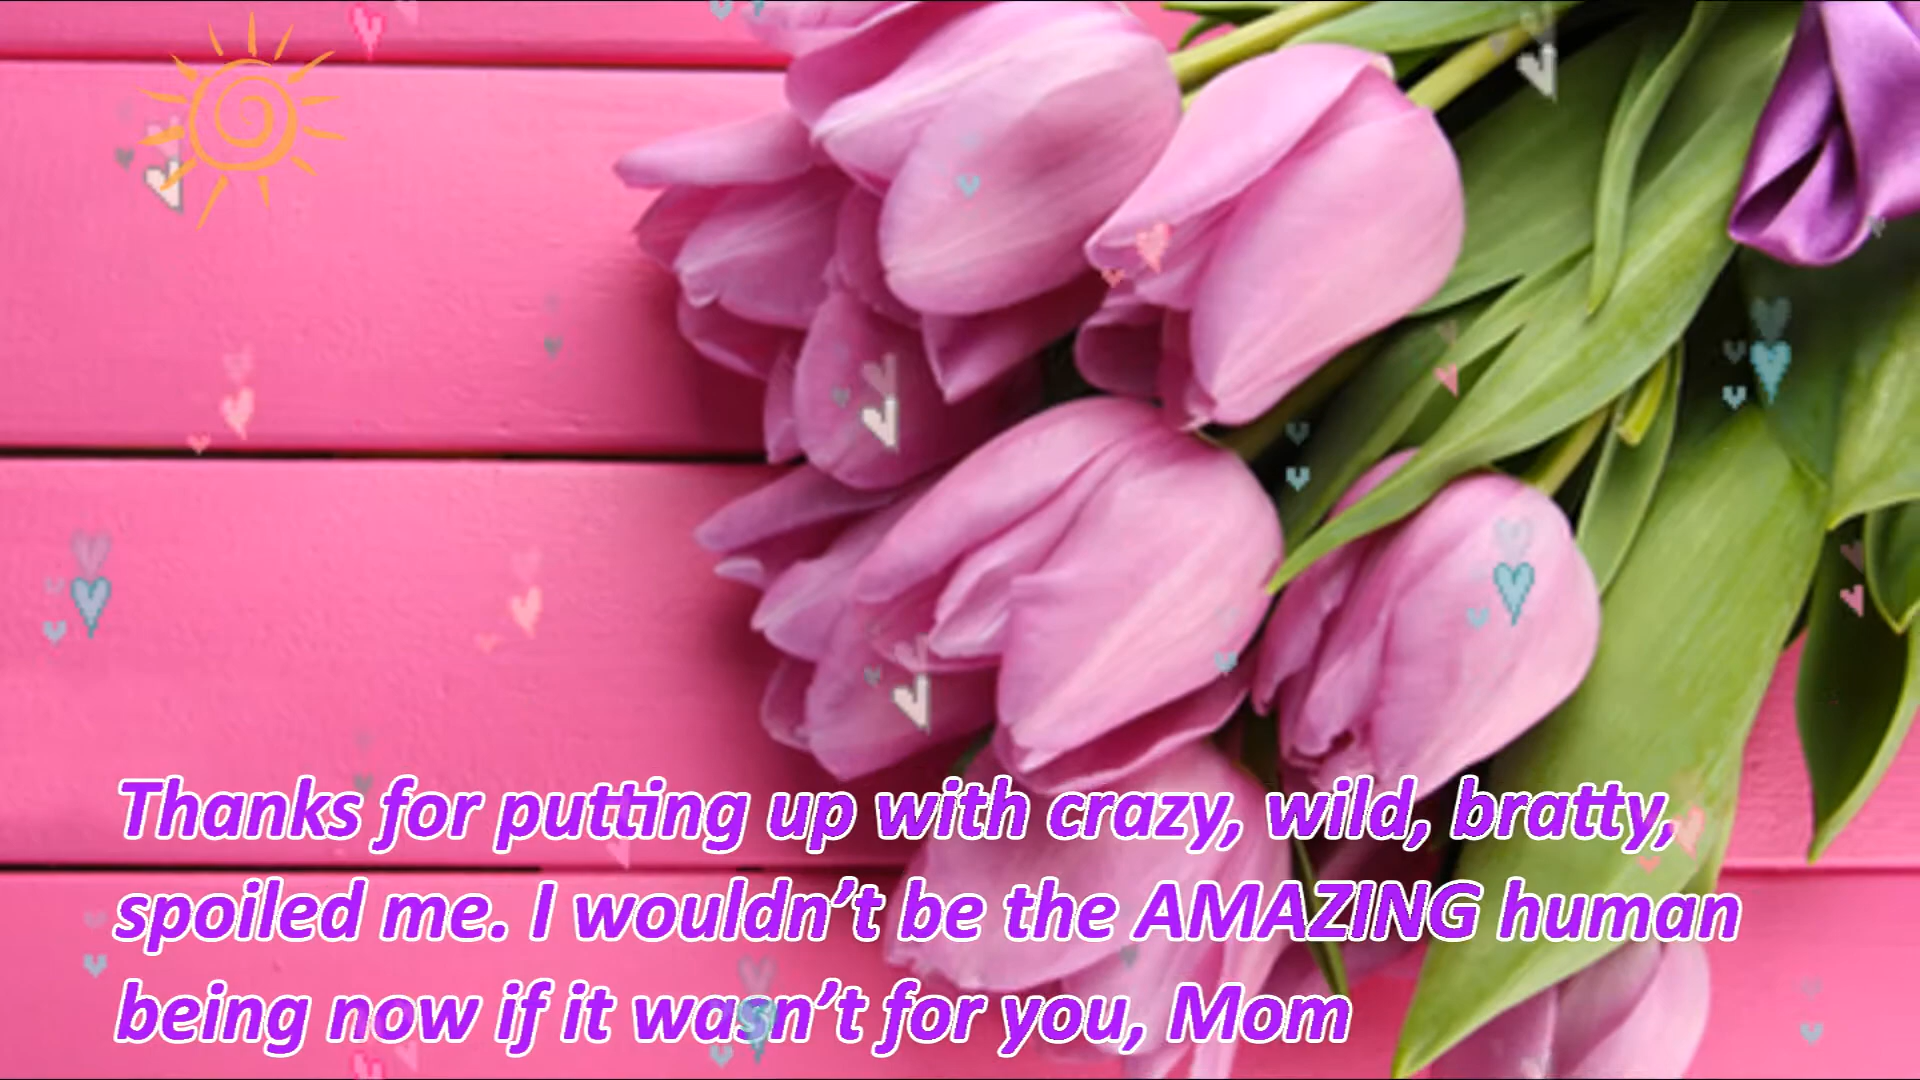 Thanks for putting up with crazy, wild, bratty,
spoiled me. I wouldn’t be the AMAZING human
being now if it wasn’t for you, Mom